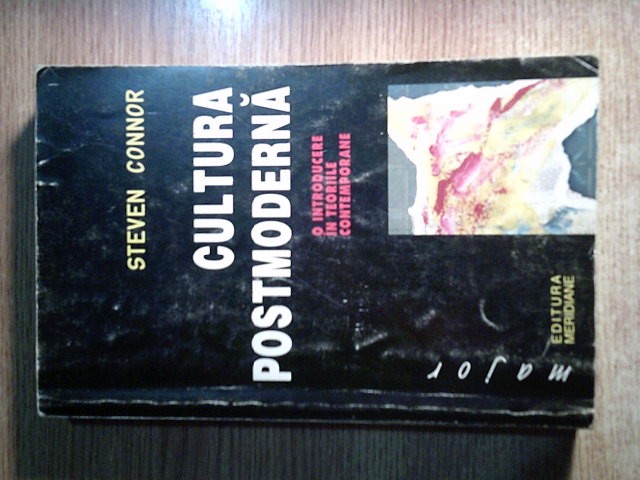 STEVEN CONNOR
CULTURA
POSTMODERNĂ
O INTRODUCERE
ÎN TEORIILE
CONTEMPORANE
EDITURA
MERIDIANE
major